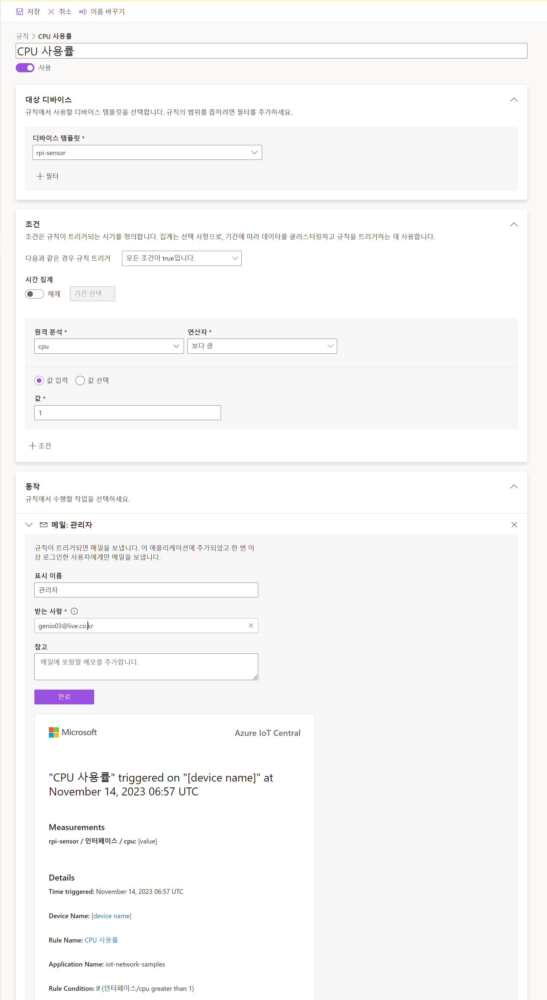 저장 취소 이름 바꾸기
규칙 > CPU 사용률
CPU 사용률
사용
대상 디바이스
규칙에서 사용할 디바이스 템플릿을 선택합니다. 규칙의 범위를 좁히려면 필터를 추가하세요.
디바이스 템플릿 *
rpi-sensor
필터
조건
조건은 규칙이 트리거되는 시기를 정의합니다. 집계는 선택 사항으로, 기간에 따라 데이터를 클러스터링하고 규칙을 트리거하는 데 사용합니다.
다음과 같은 경우 규칙 트리거 모든 조건이 true입니다.
시간 집계
해제 기간 선택
원격 분석 * 연산자 *
cpu 보다 큼
값 입력 값 선택
값 *
1
조건
동작
규칙에서 수행할 작업을 선택하세요.
메일: 관리자
규칙이 트리거되면 메일을 보냅니다. 이 애플리케이션에 추가되었고 한 번 이
상 로그인한 사용자에게만 메일을 보냅니다.
표시 이름
관리자
받는 사람 *
genio03@live.co.kr
참고
메일에 포함할 메모를 추가합니다.
완료
Microsoft Azure IoT Central
"CPU 사용률" triggered on "[device name]" at
November 14, 2023 06:57 UTC
Measurements
rpi-sensor / 인터페이스 / cpu: [value]
Details
Time triggered: November 14, 2023 06:57 UTC
Device Name: [device name]
Rule Name: CPU 사용률
Application Name: iot-network-samples
Rule Condition: If (인터페이스/cpu greater than 1)